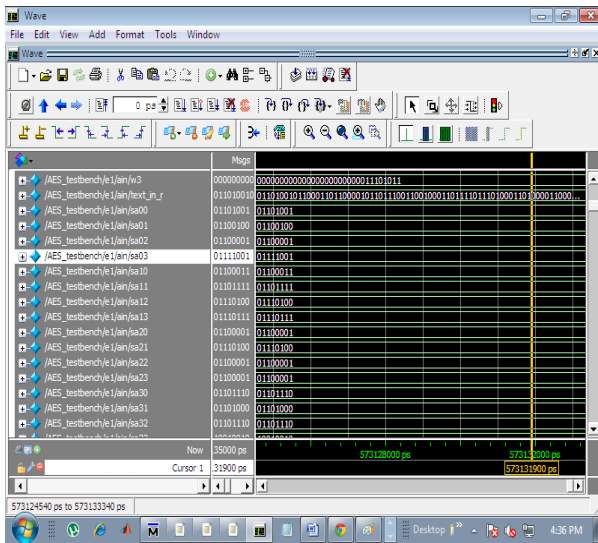 Wave
File Edit View Add Format Tools Window
Wave
0 ps
Msgs
/AES_testbench/e1/ain/w3 000000000 00000000000000000000000011101011
/AES_testbench/e1/ain/text_in_r 011010010
/AES_testbench/e1/ain/sa00 01101001 01101001
/AES_testbench/e1/ain/sa01 01100100 01100100
/AES_testbench/e1/ain/sa02 01100001 01100001
/AES_testbench/e1/ain/sa03 01111001 01111001
/AES_testbench/e1/ain/sa10 01100011 01100011
/AES_testbench/e1/ain/sa11 01101111 01101111
/AES_testbench/e1/ain/sa12 01110100 01110100
/AES_testbench/e1/ain/sa13 01110111 01110111
/AES_testbench/e1/ain/sa20 01100001 01100001
/AES_testbench/e1/ain/sa21 01110100 01110100
/AES_testbench/e1/ain/sa22 01100001 01100001
/AES_testbench/e1/ain/sa23 01100001 01100001
/AES_testbench/e1/ain/sa30 01101110 01101110
/AES_testbench/e1/ain/sa31 01101000 01101000
/AES_testbench/e1/ain/sa32 01101110 01101110
Now 35000 ps 573128000 ps 573132000 ps
Cursor 1 .31900 ps 573131900 ps
573124540 ps to 573133340 ps
Desktop 4:36 PM